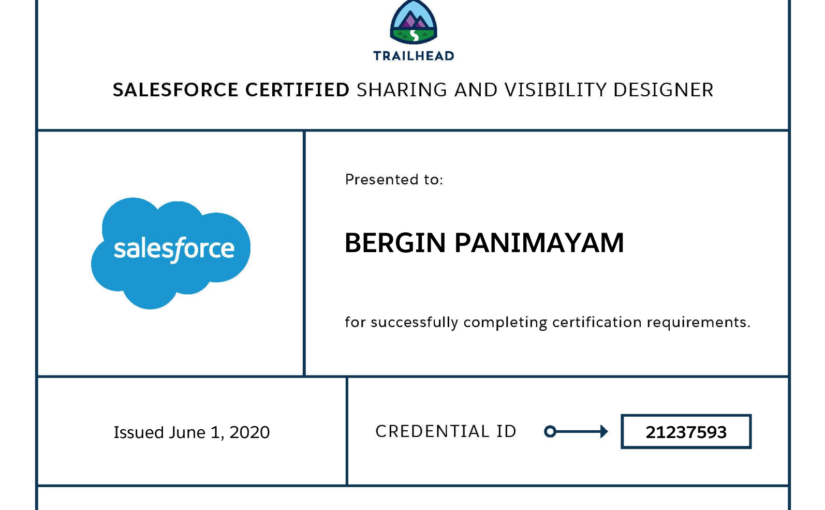 TRAILHEAD
SALESFORCE CERTIFIED SHARING AND VISIBILITY DESIGNER
salesforce
Presented to:
BERGIN PANIMAYAM
for successfully completing certification requirements.
Issued June 1, 2020
CREDENTIAL ID
21237593